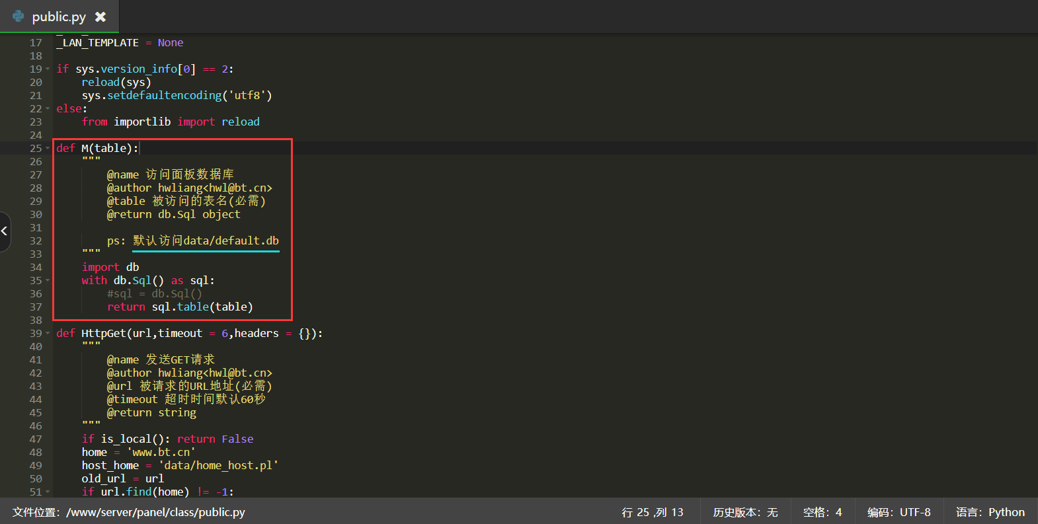 public.py ✖
17 _LAN_TEMPLATE = None
18
19 if sys.version_info[0] == 2:
20     reload(sys)
21     sys.setdefaultencoding('utf8')
22 else:
23     from importlib import reload
24
25 def M(table):
26     """
27         @name 访问面板数据库
28         @author hwliang<hwl@bt.cn>
29         @table 被访问的表名(必需)
30         @return db.Sql object
31
32         ps: 默认访问data/default.db
33     """
34     import db
35     with db.Sql() as sql:
36         #sql = db.Sql()
37         return sql.table(table)
38
39 def HttpGet(url,timeout = 6,headers = {}):
40     """
41         @name 发送GET请求
42         @author hwliang<hwl@bt.cn>
43         @url 被请求的URL地址(必需)
44         @timeout 超时时间默认60秒
45         @return string
46     """
47     if is_local(): return False
48     home = 'www.bt.cn'
49     host_home = 'data/home_host.pl'
50     old_url = url
51     if url.find(home) != -1:
文件位置：/www/server/panel/class/public.py 行 25 ,列 13 历史版本：无 空格：4 编码：UTF-8 语言：Python